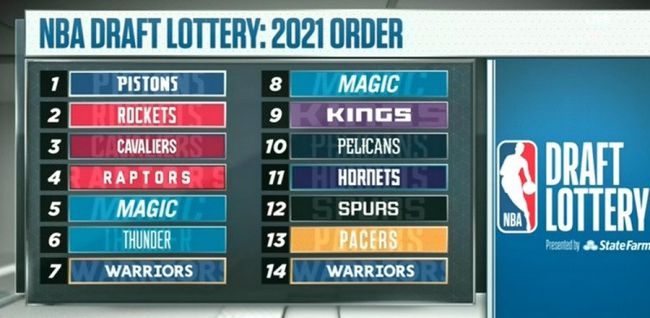 NBA DRAFT LOTTERY: 2021 ORDER
1 PISTONS
2 ROCKETS
3 CAVALIERS
4 RAPTORS
5 MAGIC
6 THUNDER
7 WARRIORS
8 MAGIC
9 KINGS
10 PELICANS
11 HORNETS
12 SPURS
13 PACERS
14 WARRIORS
NBA
DRAFT
LOTTERY
Presented by StateFarm